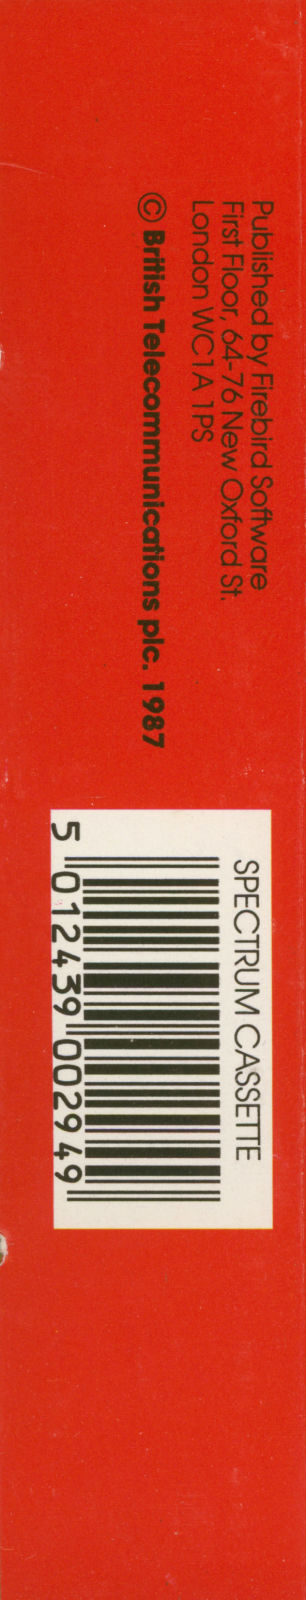 Published by Firebird Software
First Floor, 64-76 New Oxford St.
London WC1A 1PS
© British Telecommunications plc. 1987
SPECTRUM CASSETTE
5 012439 002949